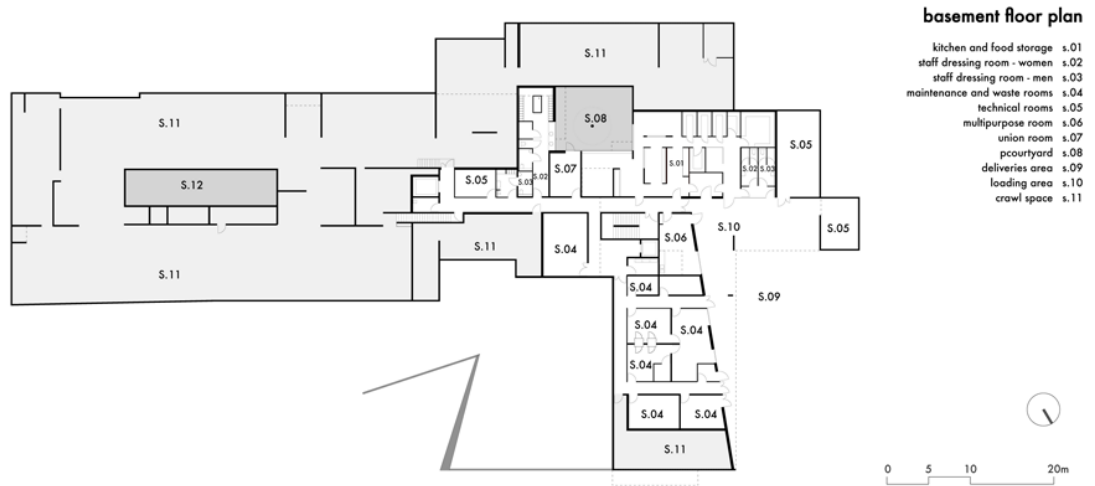 basement floor plan
kitchen and food storage s.01
staff dressing room - women s.02
staff dressing room - men s.03
maintenance and waste rooms s.04
technical rooms s.05
multipurpose room s.06
union room s.07
pcourtyard s.08
deliveries area s.09
loading area s.10
crawl space s.11
S.11
S.11
S.08
S.05
S.12
S.05
S.03
S.02
S.07
S.01
S.02
S.03
S.11
S.11
S.04
S.06
S.10
S.05
S.04
S.09
S.04
S.04
S.04
S.04
S.04
S.11
0 5 10 20m